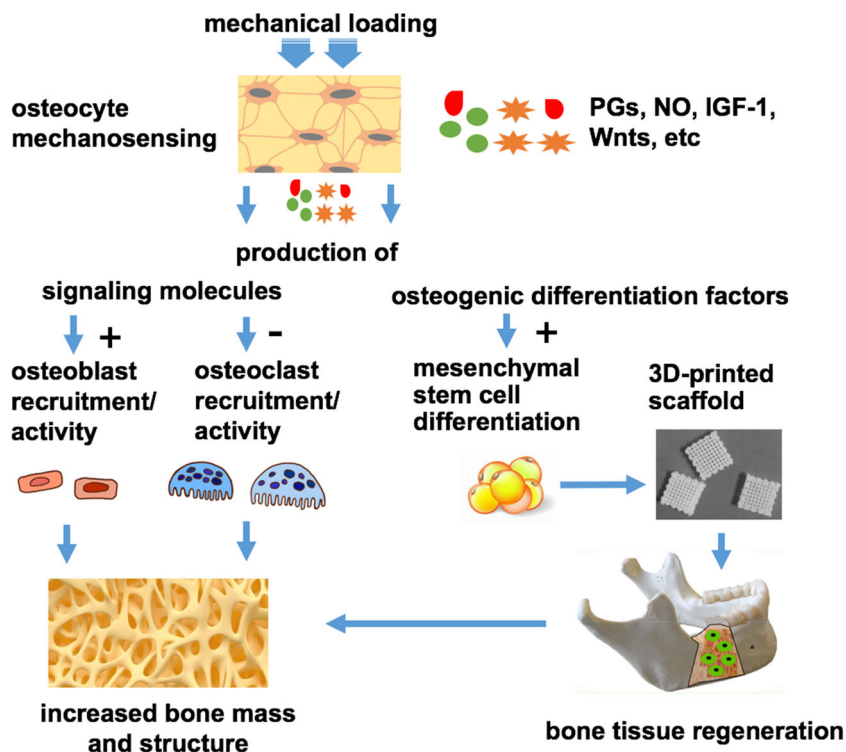 mechanical loading
osteocyte
mechanosensing
PGs, NO, IGF-1,
Wnts, etc
production of
signaling molecules
osteogenic differentiation factors
+
-
+
osteoblast
recruitment/
activity
osteoclast
recruitment/
activity
mesenchymal
stem cell
differentiation
3D-printed
scaffold
increased bone mass
and structure
bone tissue regeneration